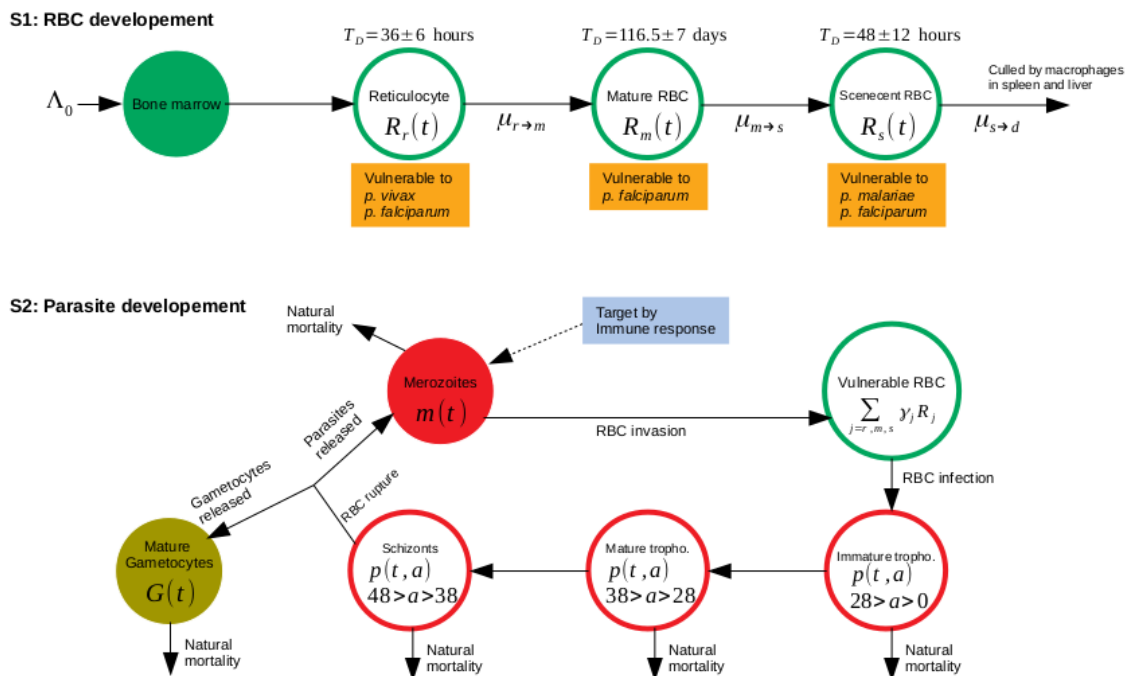 S1: RBC developement
T_D=36±6 hours
T_D=116.5±7 days
T_D=48±12 hours
Λ₀
Bone marrow
Reticulocyte
R_r(t)
μ_{r→m}
Mature RBC
R_m(t)
μ_{m→s}
Scenecent RBC
R_s(t)
μ_{s→d}
Culled by macrophages
in spleen and liver
Vulnerable to
p. vivax
p. falciparum
Vulnerable to
p. falciparum
Vulnerable to
p. malariae
p. falciparum
S2: Parasite developement
Natural
mortality
Target by
Immune response
Merozoites
m(t)
RBC invasion
Vulnerable RBC
∑ γ_j R_j
j=r,m,s
RBC infection
Parasites
released
Gametocytes
released
RBC rupture
Mature
Gametocytes
G(t)
Schizonts
p(t,a)
48>a>38
Mature tropho.
p(t,a)
38>a>28
Immature tropho.
p(t,a)
28>a>0
Natural
mortality
Natural
mortality
Natural
mortality
Natural
mortality